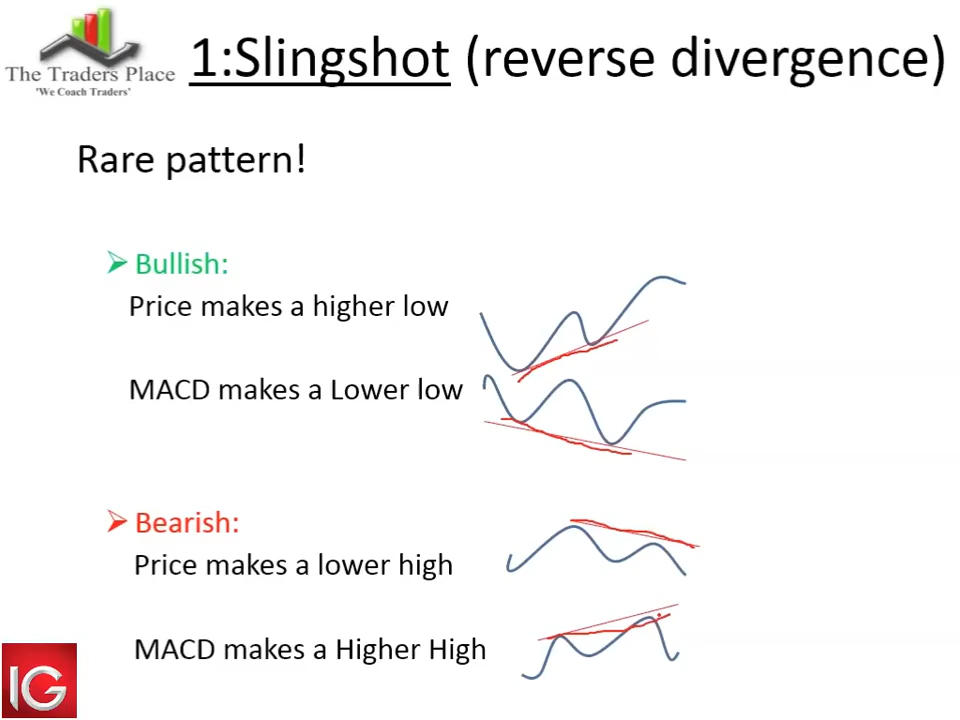 The Traders Place
'We Coach Traders'
1:Slingshot (reverse divergence)
Rare pattern!
Bullish:
Price makes a higher low
MACD makes a Lower low
Bearish:
Price makes a lower high
MACD makes a Higher High
IG